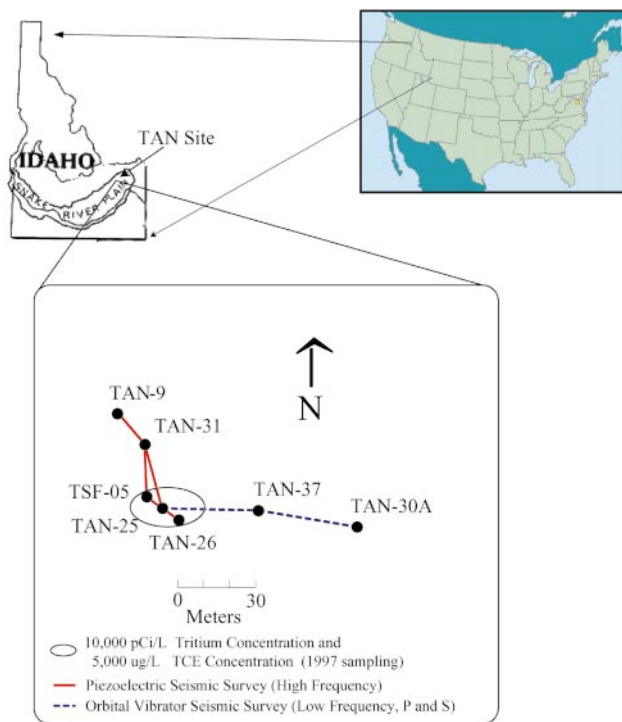 TAN Site
IDAHO
SNAKE RIVER PLAIN
N
TAN-9
TAN-31
TSF-05
TAN-37
TAN-30A
TAN-25
TAN-26
0 30
Meters
10,000 pCi/L Tritium Concentration and
5,000 ug/L TCE Concentration (1997 sampling)
Piezoelectric Seismic Survey (High Frequency)
Orbital Vibrator Seismic Survey (Low Frequency, P and S)